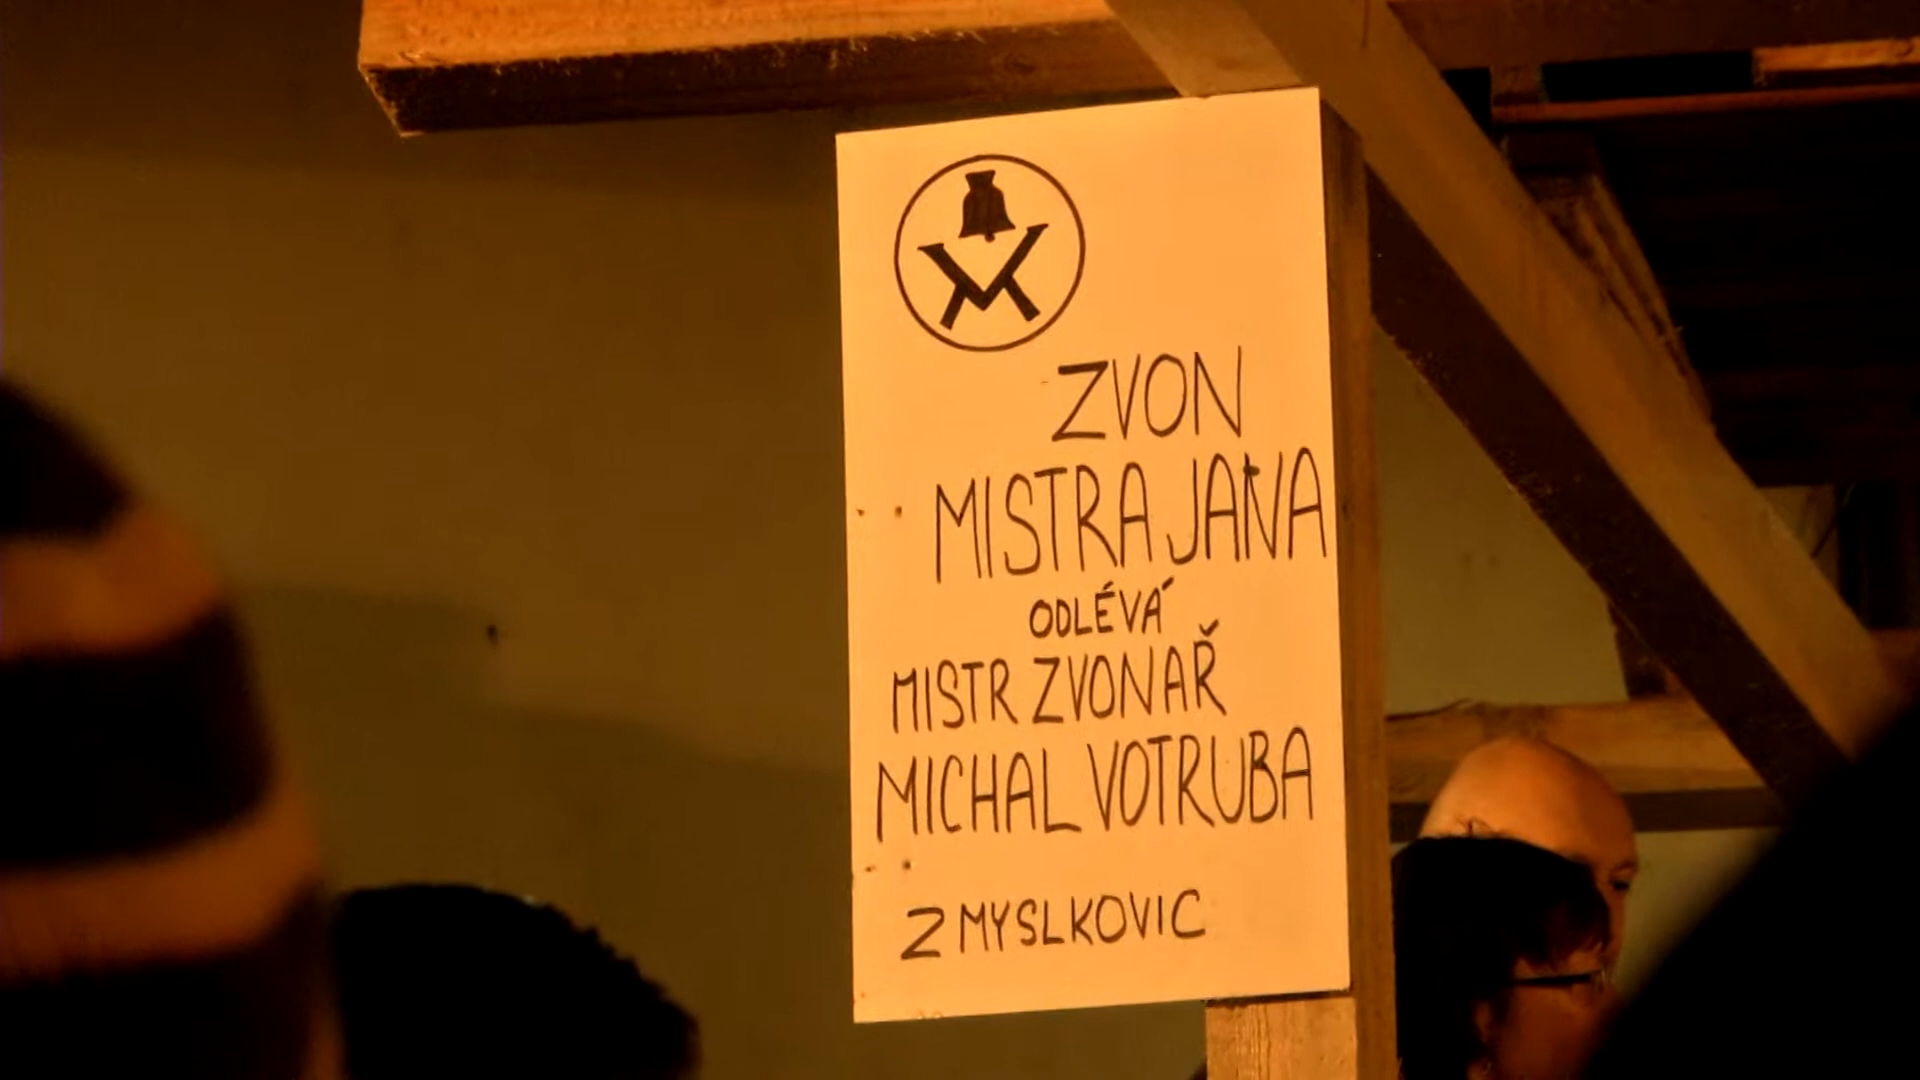 ZVON
MISTRA JANA
ODLÉVÁ
MISTR ZVONAŘ
MICHAL VOTRUBA
Z MYSLKOVIC